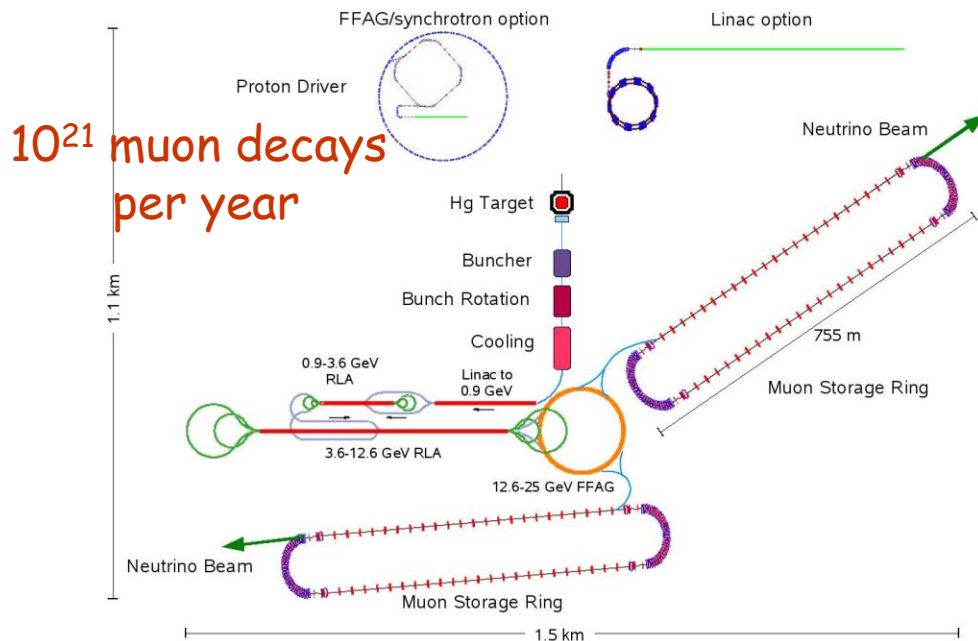 FFAG/synchrotron option
Linac option
Proton Driver
10²¹ muon decays
per year
Neutrino Beam
Hg Target
Buncher
Bunch Rotation
Cooling
1.1 km
755 m
0.9-3.6 GeV
RLA
Linac to
0.9 GeV
Muon Storage Ring
3.6-12.6 GeV RLA
12.6-25 GeV FFAG
Neutrino Beam
Muon Storage Ring
1.5 km